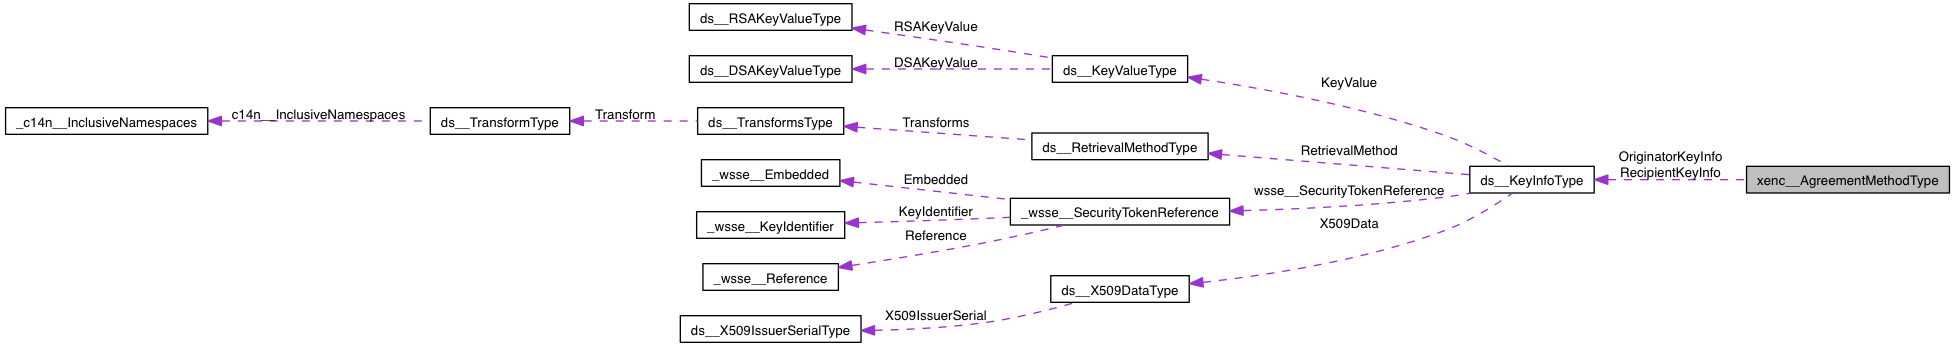 ds__RSAKeyValueType
RSAKeyValue
ds__DSAKeyValueType
DSAKeyValue
ds__KeyValueType
KeyValue
_c14n__InclusiveNamespaces
c14n__InclusiveNamespaces
ds__TransformType
Transform
ds__TransformsType
Transforms
ds__RetrievalMethodType
RetrievalMethod
_wsse__Embedded
Embedded
_wsse__KeyIdentifier
KeyIdentifier
_wsse__SecurityTokenReference
wsse__SecurityTokenReference
ds__KeyInfoType
OriginatorKeyInfo
RecipientKeyInfo
xenc__AgreementMethodType
Reference
_wsse__Reference
X509Data
ds__X509DataType
X509IssuerSerial
ds__X509IssuerSerialType